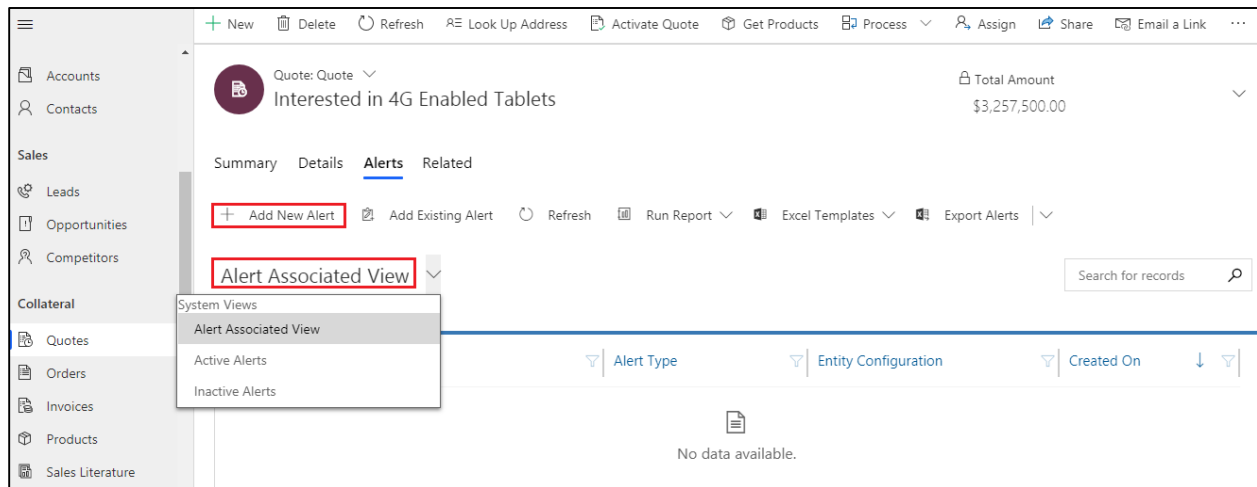 New Delete Refresh Look Up Address Activate Quote Get Products Process Assign Share Email a Link ...
Accounts
Contacts
Sales
Leads
Opportunities
Competitors
Collateral
Quotes
Orders
Invoices
Products
Sales Literature
Quote: Quote
Interested in 4G Enabled Tablets
Total Amount
$3,257,500.00
Summary Details Alerts Related
Add New Alert Add Existing Alert Refresh Run Report Excel Templates Export Alerts
Alert Associated View
Search for records
System Views
Alert Associated View
Active Alerts
Inactive Alerts
Alert Type Entity Configuration Created On
No data available.